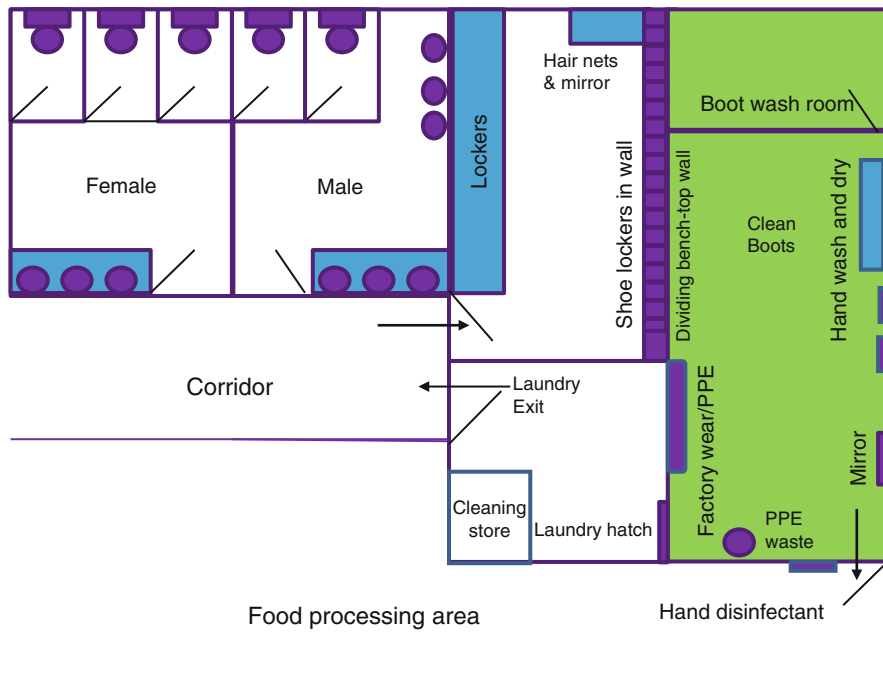 Hair nets
& mirror
Boot wash room
Female
Male
Lockers
Shoe lockers in wall
Dividing bench-top wall
Clean
Boots
Hand wash and dry
Corridor
Laundry
Exit
Factory wear/PPE
Mirror
Cleaning
store
Laundry hatch
PPE
waste
Food processing area
Hand disinfectant